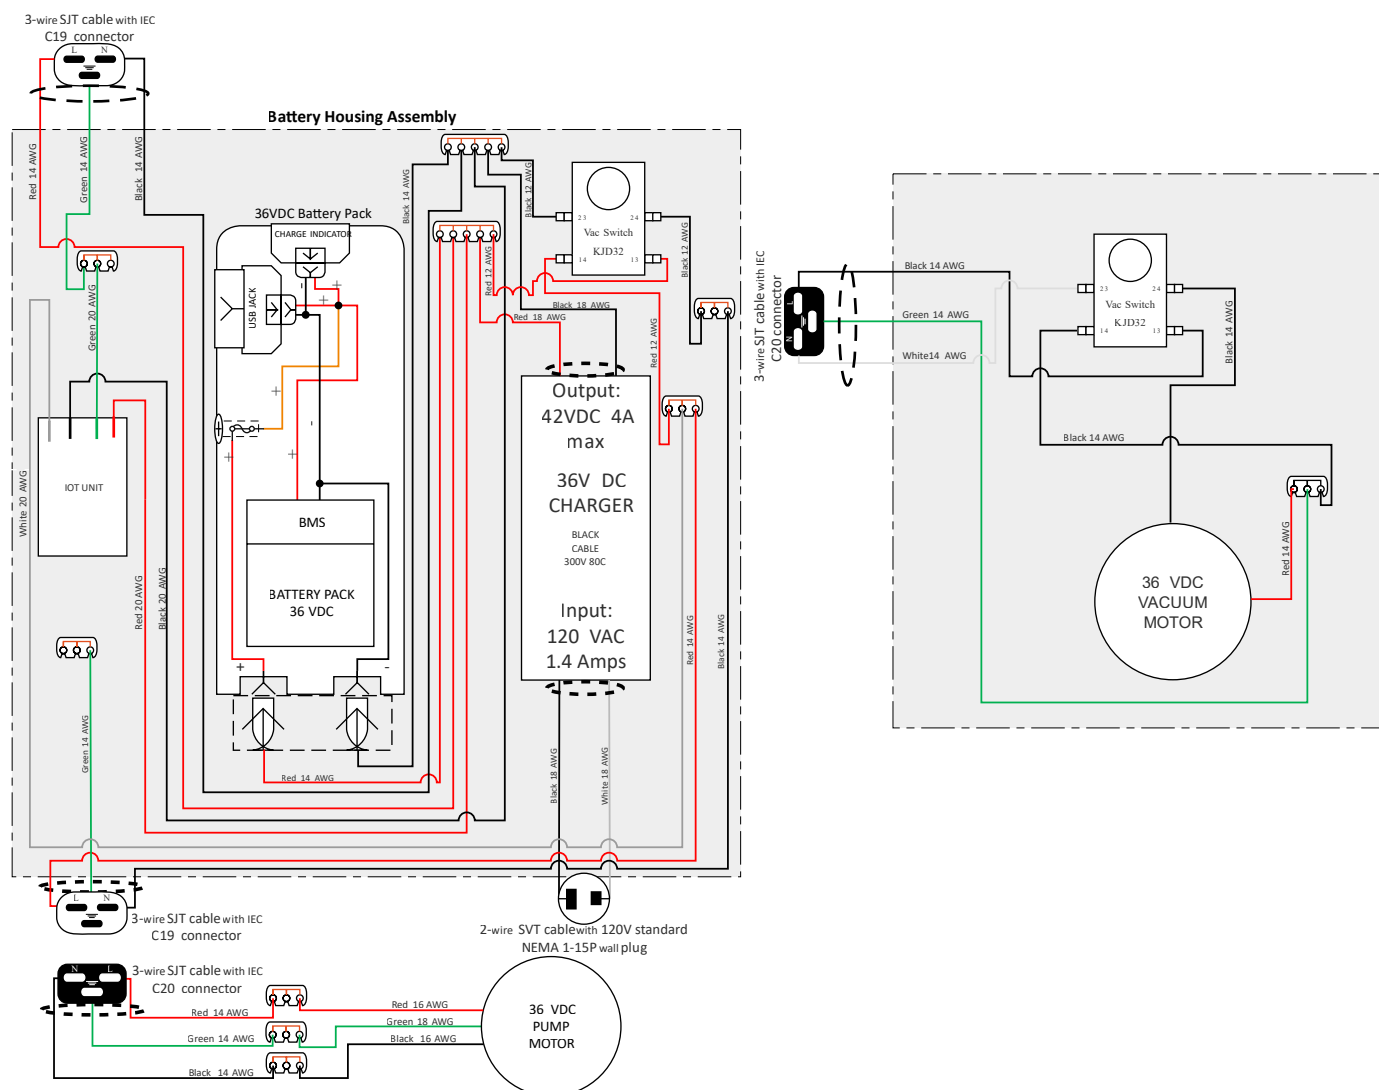 3-wire SJT cable with IEC
C19 connector
L N
Battery Housing Assembly
Red 14 AWG
Green 14 AWG
Black 14 AWG
36VDC Battery Pack
CHARGE INDICATOR
USB JACK
Black 14 AWG
Black 12 AWG
Red 12 AWG
23 24
Vac Switch
KJD32
14 13
Black 12 AWG
Black 18 AWG
Red 18 AWG
Red 12 AWG
Green 20 AWG
White 20 AWG
IOT UNIT
Red 20 AWG
Black 20 AWG
+
+
+
+
+
-
-
BMS
BATTERY PACK
36 VDC
+
-
Output:
42VDC 4A
max
36V DC
CHARGER
BLACK
CABLE
300V 80C
Input:
120 VAC
1.4 Amps
Red 14 AWG
Black 14 AWG
Green 14 AWG
Red 14 AWG
Black 18 AWG
White 18 AWG
L N
3-wire SJT cable with IEC
C19 connector
2-wire SVT cable with 120V standard
NEMA 1-15P wall plug
N L
3-wire SJT cable with IEC
C20 connector
Red 14 AWG
Green 14 AWG
Black 14 AWG
Red 16 AWG
Green 18 AWG
Black 16 AWG
36 VDC
PUMP
MOTOR
3-wire SJT cable with IEC
C20 connector
L
N
Black 14 AWG
Green 14 AWG
White14 AWG
23 24
Vac Switch
KJD32
14 13
Black 14 AWG
Black 14 AWG
Red 14 AWG
36 VDC
VACUUM
MOTOR